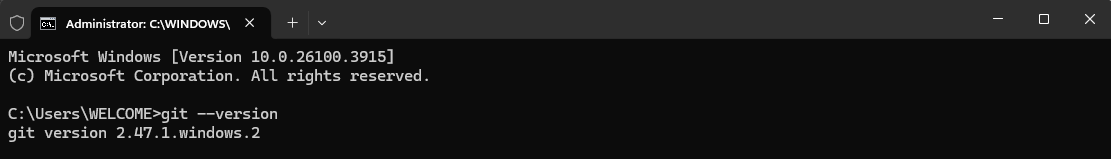 Administrator: C:\WINDOWS\
Microsoft Windows [Version 10.0.26100.3915]
(c) Microsoft Corporation. All rights reserved.
C:\Users\WELCOME>git --version
git version 2.47.1.windows.2